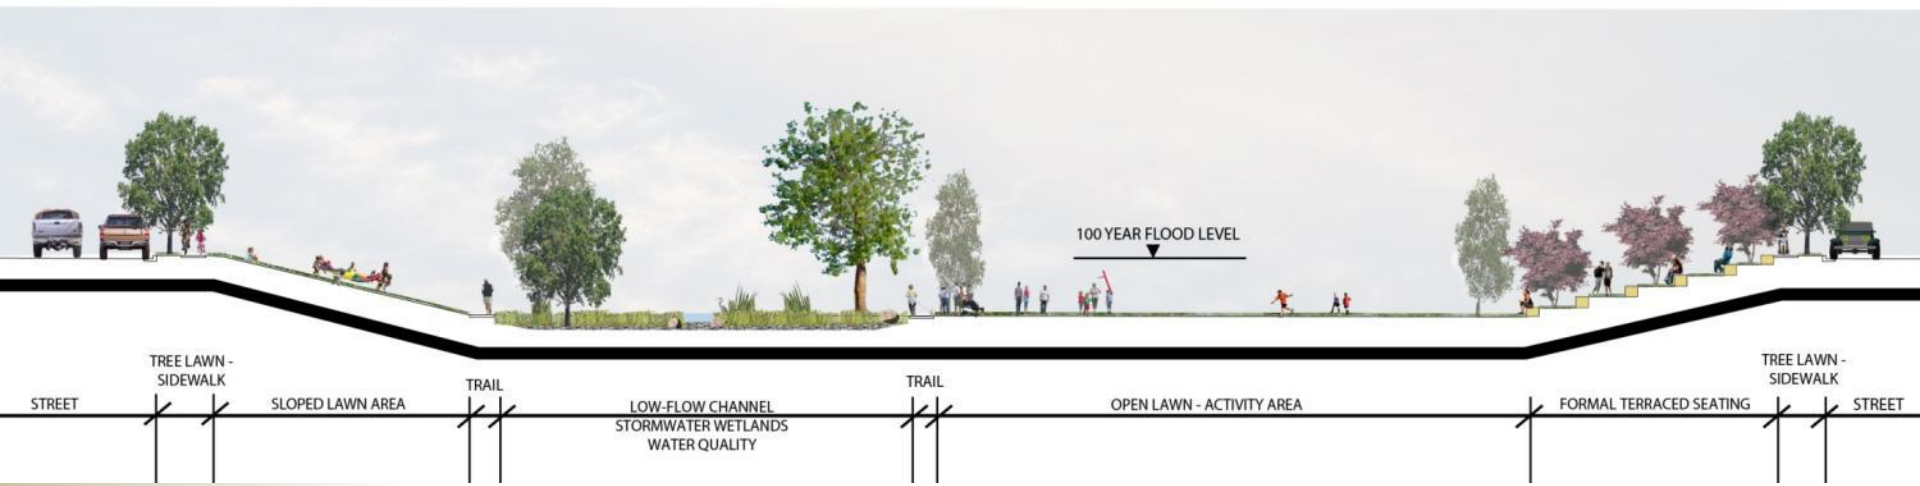 100 YEAR FLOOD LEVEL
TREE LAWN -
SIDEWALK
TREE LAWN -
SIDEWALK
TRAIL
TRAIL
STREET
SLOPED LAWN AREA
LOW-FLOW CHANNEL
STORMWATER WETLANDS
WATER QUALITY
OPEN LAWN - ACTIVITY AREA
FORMAL TERRACED SEATING
STREET